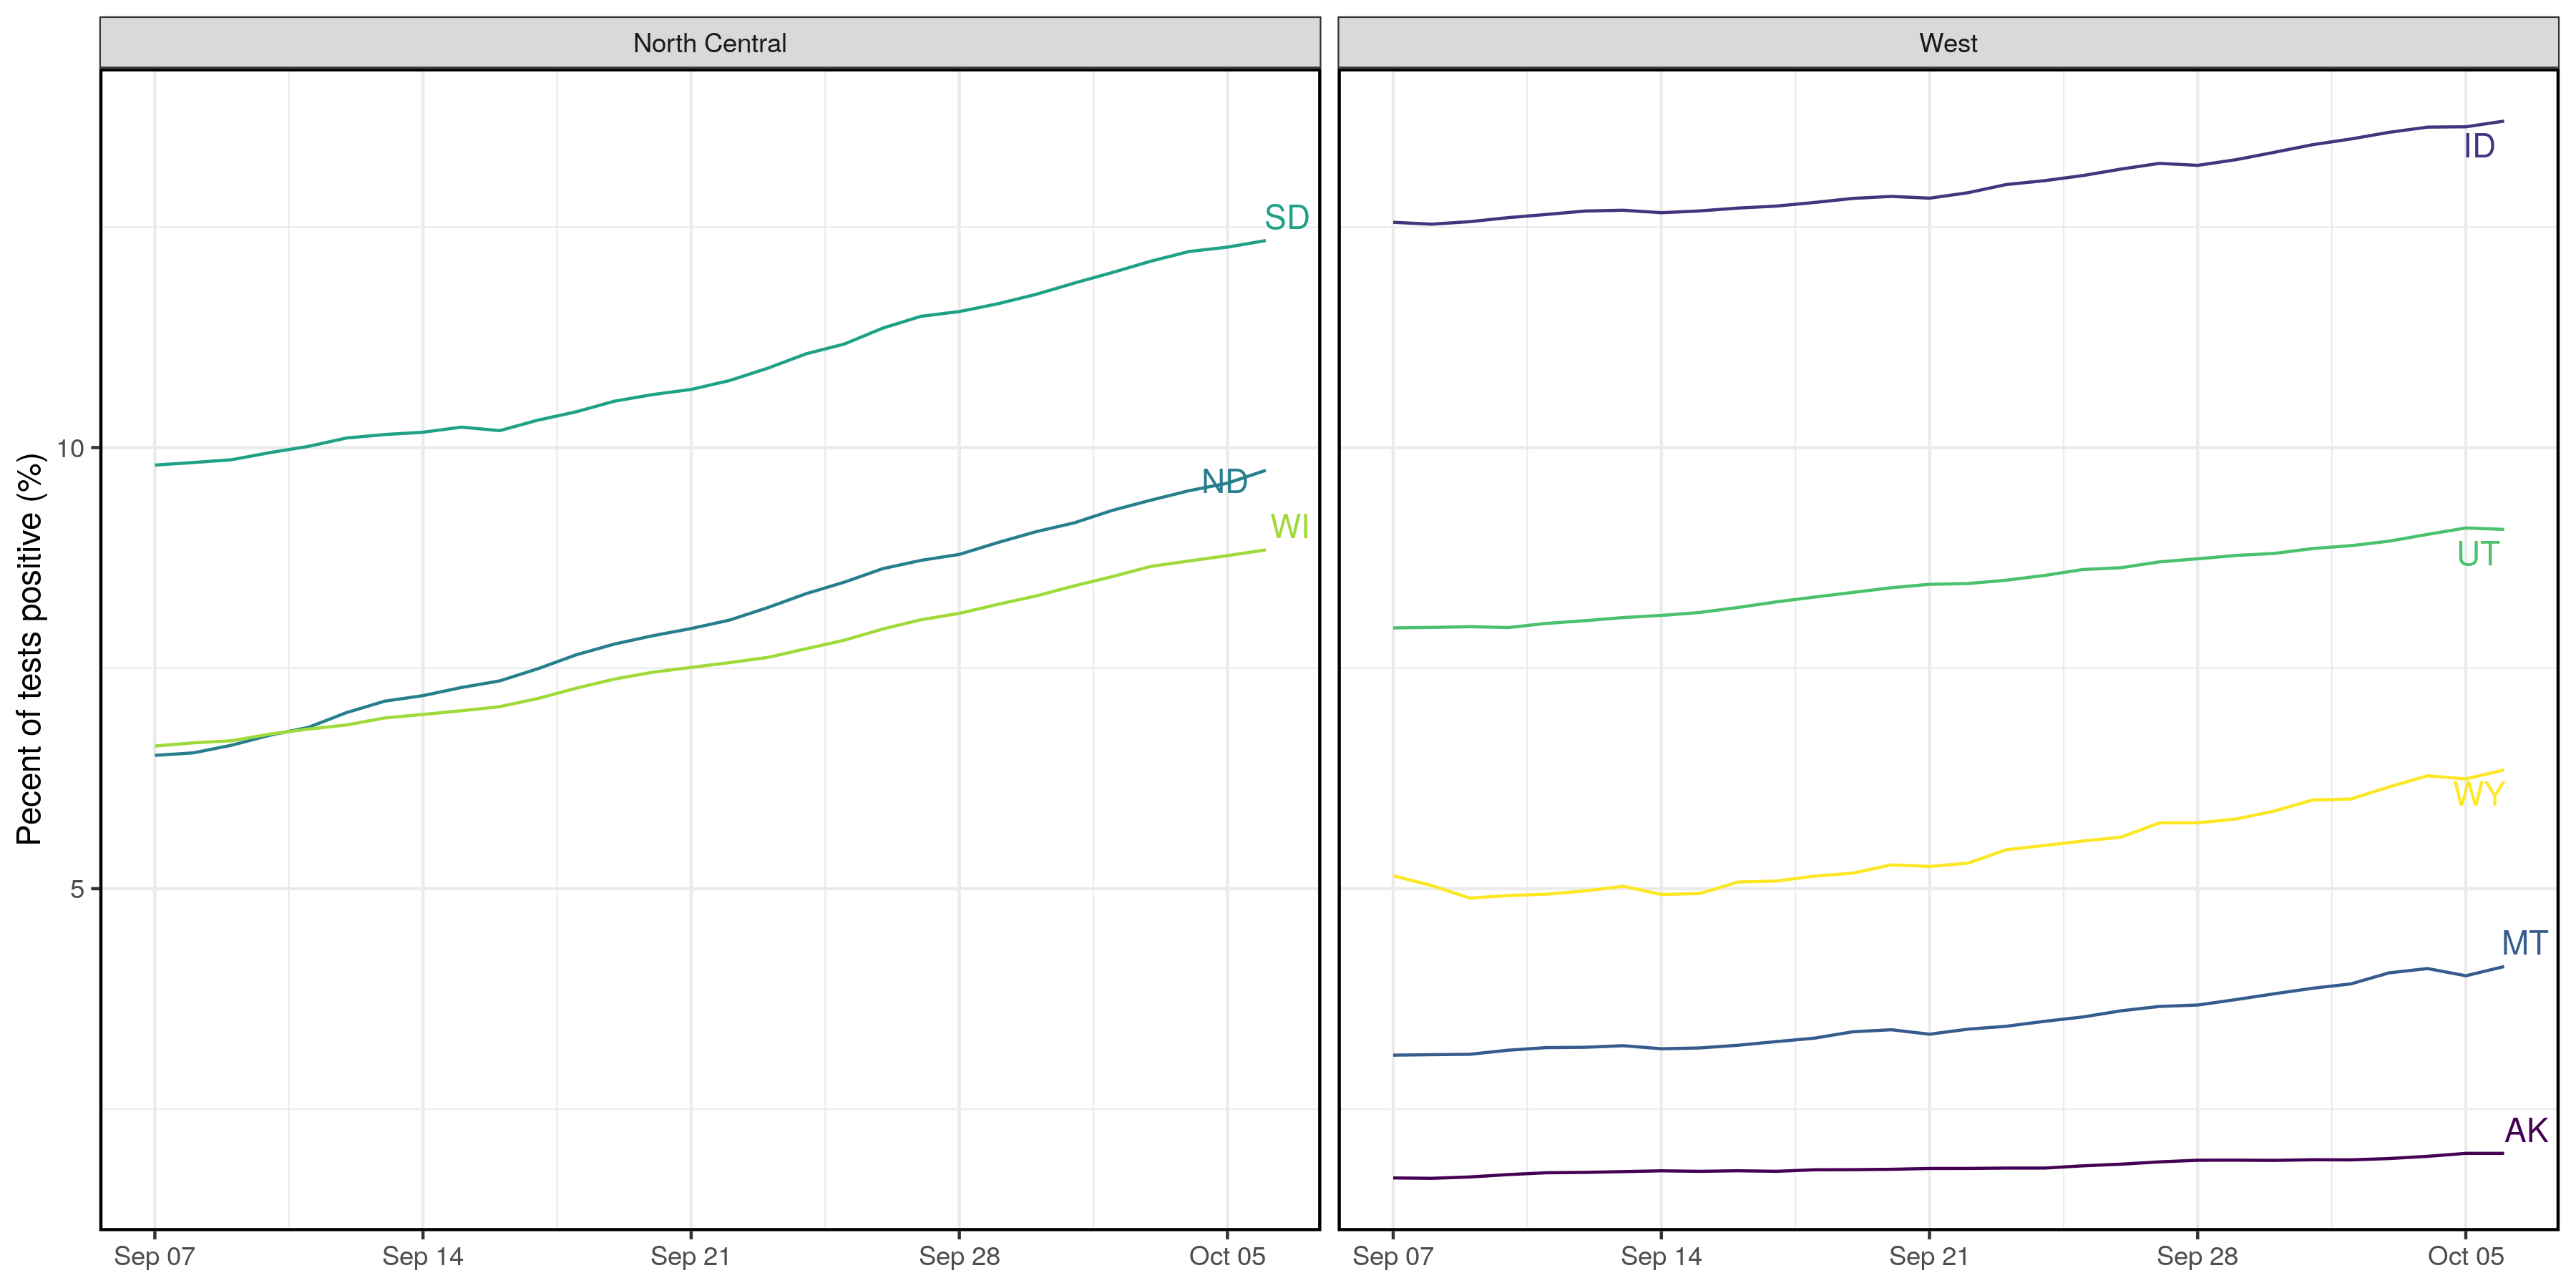 North Central
West
Pecent of tests positive (%)
10
5
SD
ND
WI
ID
UT
WY
MT
AK
Sep 07
Sep 14
Sep 21
Sep 28
Oct 05
Sep 07
Sep 14
Sep 21
Sep 28
Oct 05